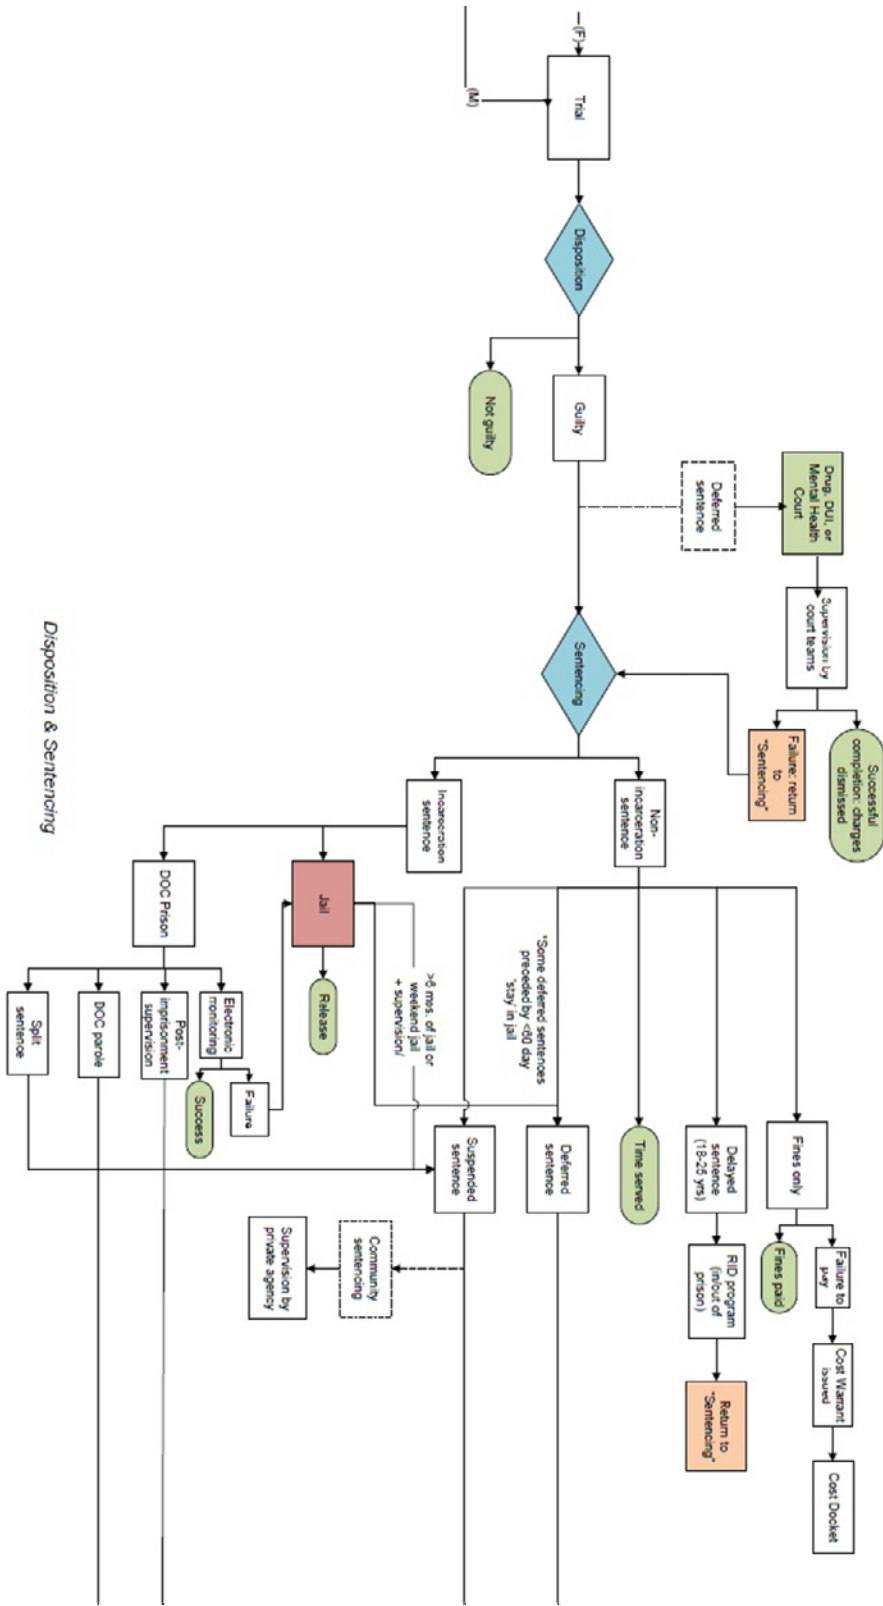 (F)
(M)
Trial
Disposition
Guilty
Not guilty
Deferred
sentence
Drug, DUI, or
Mental Health
Court
Supervision by
court teams
Successful
completion: charges
dismissed
Failure: return
to
"Sentencing"
Sentencing
Non-
incarceration
sentence
Incarceration
sentence
Fines only
Failure to
pay
Fines paid
Cost Warrant
issued
Cost Docket
Delayed
sentence
(18-25 yrs)
RID program
(in/out of
prison)
Return to
"Sentencing"
Time served
*Some deferred sentences
preceded by <60 day
'stay' in jail
Deferred
sentence
Suspended
sentence
Community
sentencing
Supervision by
private agency
>6 mos. of jail or
weekend jail
+ supervision/
Jail
Release
DOC Prison
Electronic
monitoring
Failure
Success
Post-
imprisonment
supervision
DOC parole
Split
sentence
Disposition & Sentencing